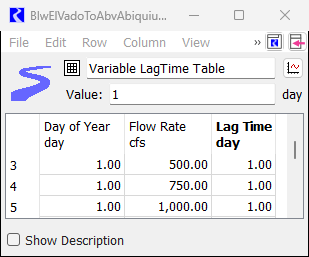 BlwElVadoToAbvAbiquiu...
File Edit Row Column View »
Variable LagTime Table
Value: 1 day
Day of Year Flow Rate Lag Time
day cfs day
3 1.00 500.00 1.00
4 1.00 750.00 1.00
5 1.00 1,000.00 1.00
Show Description